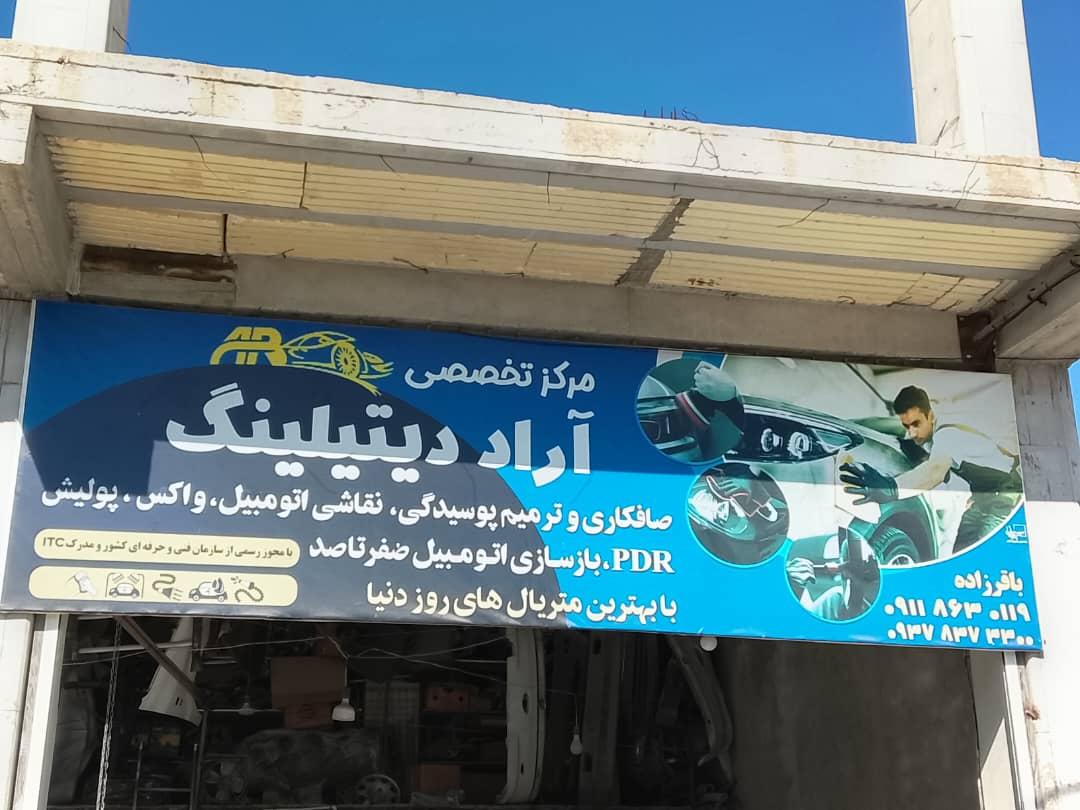 AR
مرکز تخصصی
آراد دیتیلینگ
صافکاری و ترمیم پوسیدگی، نقاشی اتومبیل، واکس، پولیش
PDR، بازسازی اتومبیل صفر تا صد
با مجوز رسمی از سازمان فنی و حرفه ای کشور و مدرک ITC
با بهترین متریال های روز دنیا
باقرزاده
۰۹۱۱ ۸۶۳ ۰۱۱۹
۰۹۳۷ ۸۳۷ ۳۳۰۰